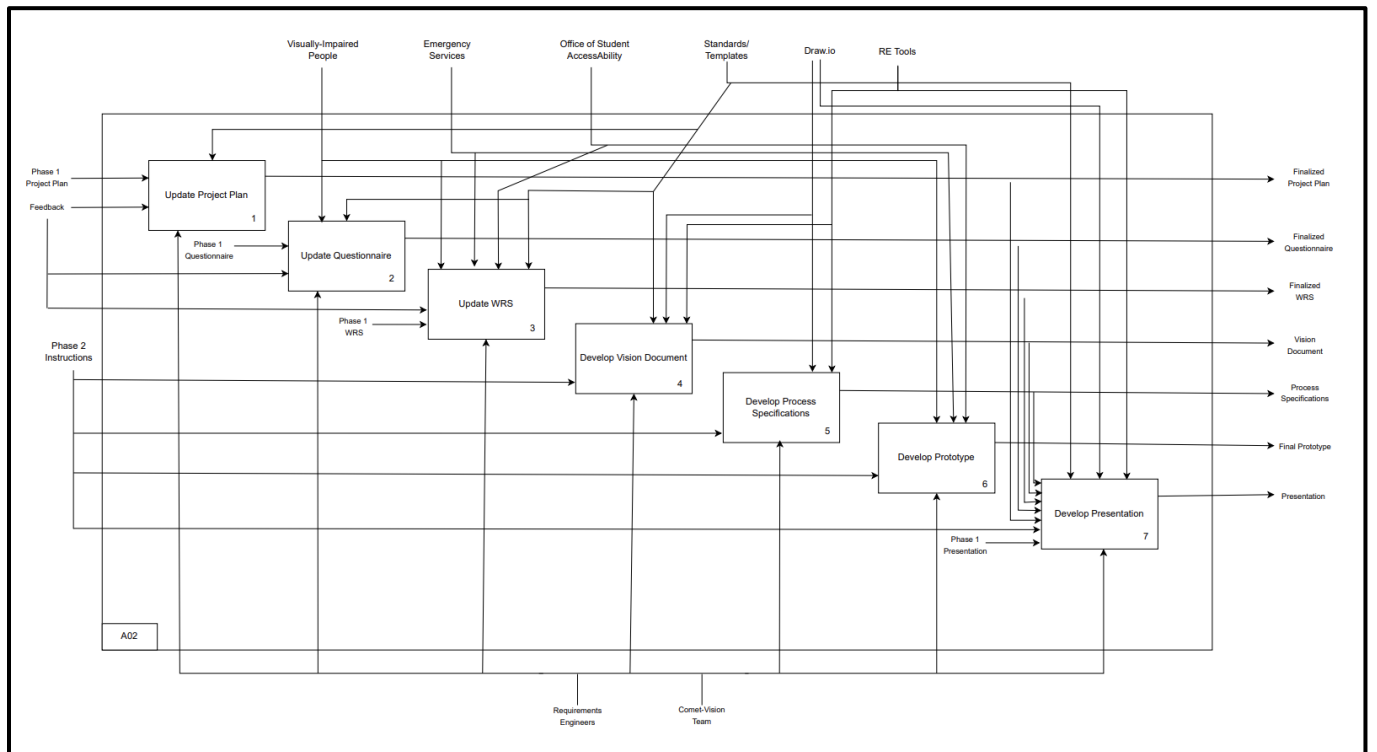 Visually-Impaired
People
Emergency
Services
Office of Student
AccessAbility
Standards/
Templates
Draw.io
RE Tools
Phase 1
Project Plan
Feedback
Update Project Plan
1
Finalized
Project Plan
Phase 1
Questionnaire
Update Questionnaire
2
Finalized
Questionnaire
Update WRS
3
Phase 1
WRS
Finalized
WRS
Phase 2
Instructions
Develop Vision Document
4
Vision
Document
Develop Process
Specifications
5
Process
Specifications
Develop Prototype
6
Final Prototype
Develop Presentation
7
Phase 1
Presentation
Presentation
A02
Requirements
Engineers
Comet-Vision
Team